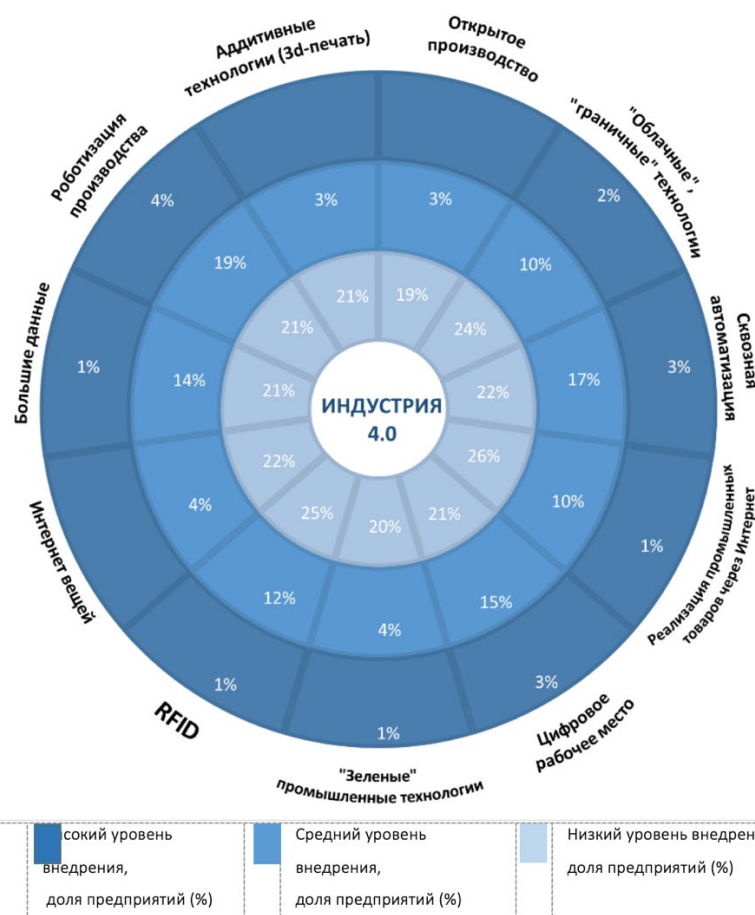 Аддитивные
технологии (3d-печать)
Открытое
производство
"Облачные",
"граничные" технологии
Сквозная
автоматизация
Реализация промышленных
товаров через Интернет
Цифровое
рабочее место
"Зеленые"
промышленные технологии
RFID
Интернет вещей
Большие данные
Роботизация
производства
3%
3%
2%
4%
19%
10%
21%
19%
21%
24%
1%
14%
21%
22%
17%
3%
ИНДУСТРИЯ
4.0
4%
22%
26%
10%
1%
25%
20%
21%
12%
4%
15%
1%
1%
3%
сокий уровень
внедрения,
доля предприятий (%)
Средний уровень
внедрения,
доля предприятий (%)
Низкий уровень внедрен
доля предприятий (%)